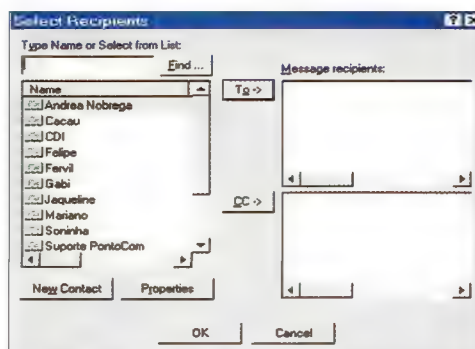 Select Recipients
Type Name or Select from List:
Find ...
Message recipients:
Name
To ->
Andrea Nobrega
Cacau
CDI
Felipe
Fervil
Gabi
Jaqueline
Mariano
Soninha
Suporte PontoCom
CC ->
New Contact
Properties
OK
Cancel